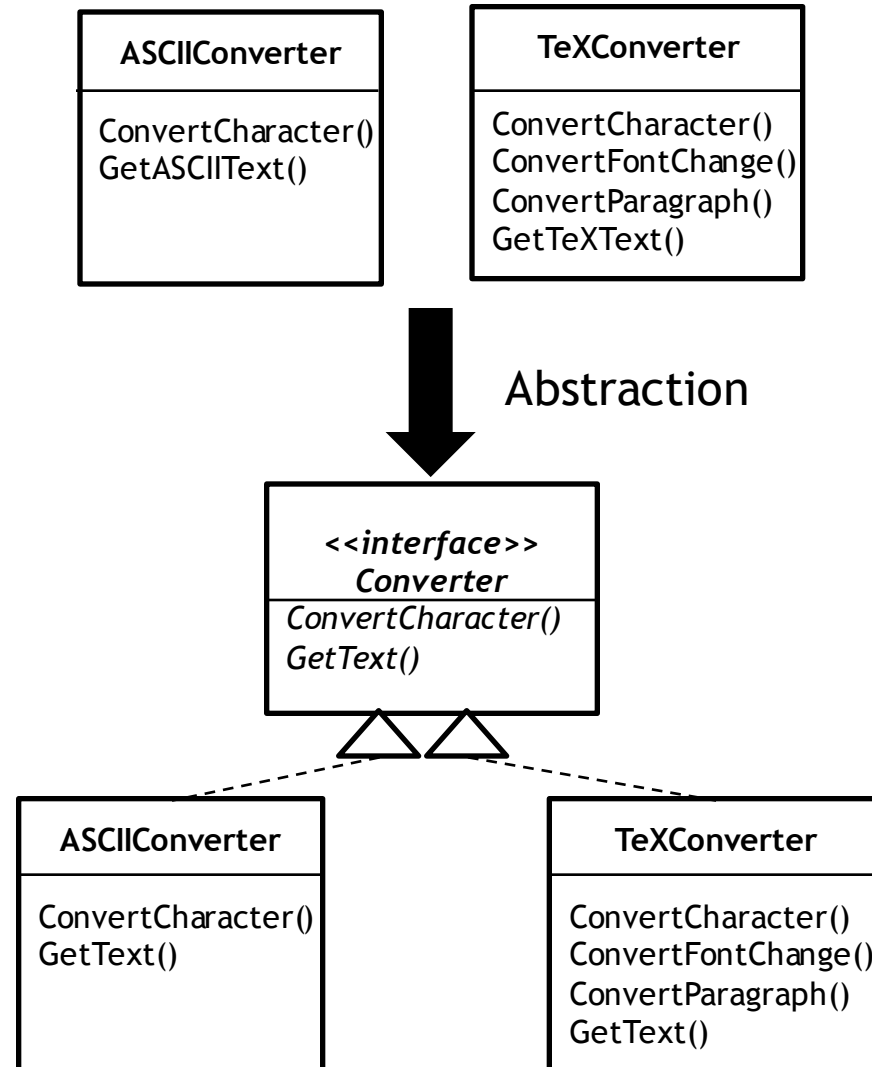 ASCIIConverter
ConvertCharacter()
GetASCIIText()
TeXConverter
ConvertCharacter()
ConvertFontChange()
ConvertParagraph()
GetTeXText()
Abstraction
<<interface>>
Converter
ConvertCharacter()
GetText()
ASCIIConverter
ConvertCharacter()
GetText()
TeXConverter
ConvertCharacter()
ConvertFontChange()
ConvertParagraph()
GetText()